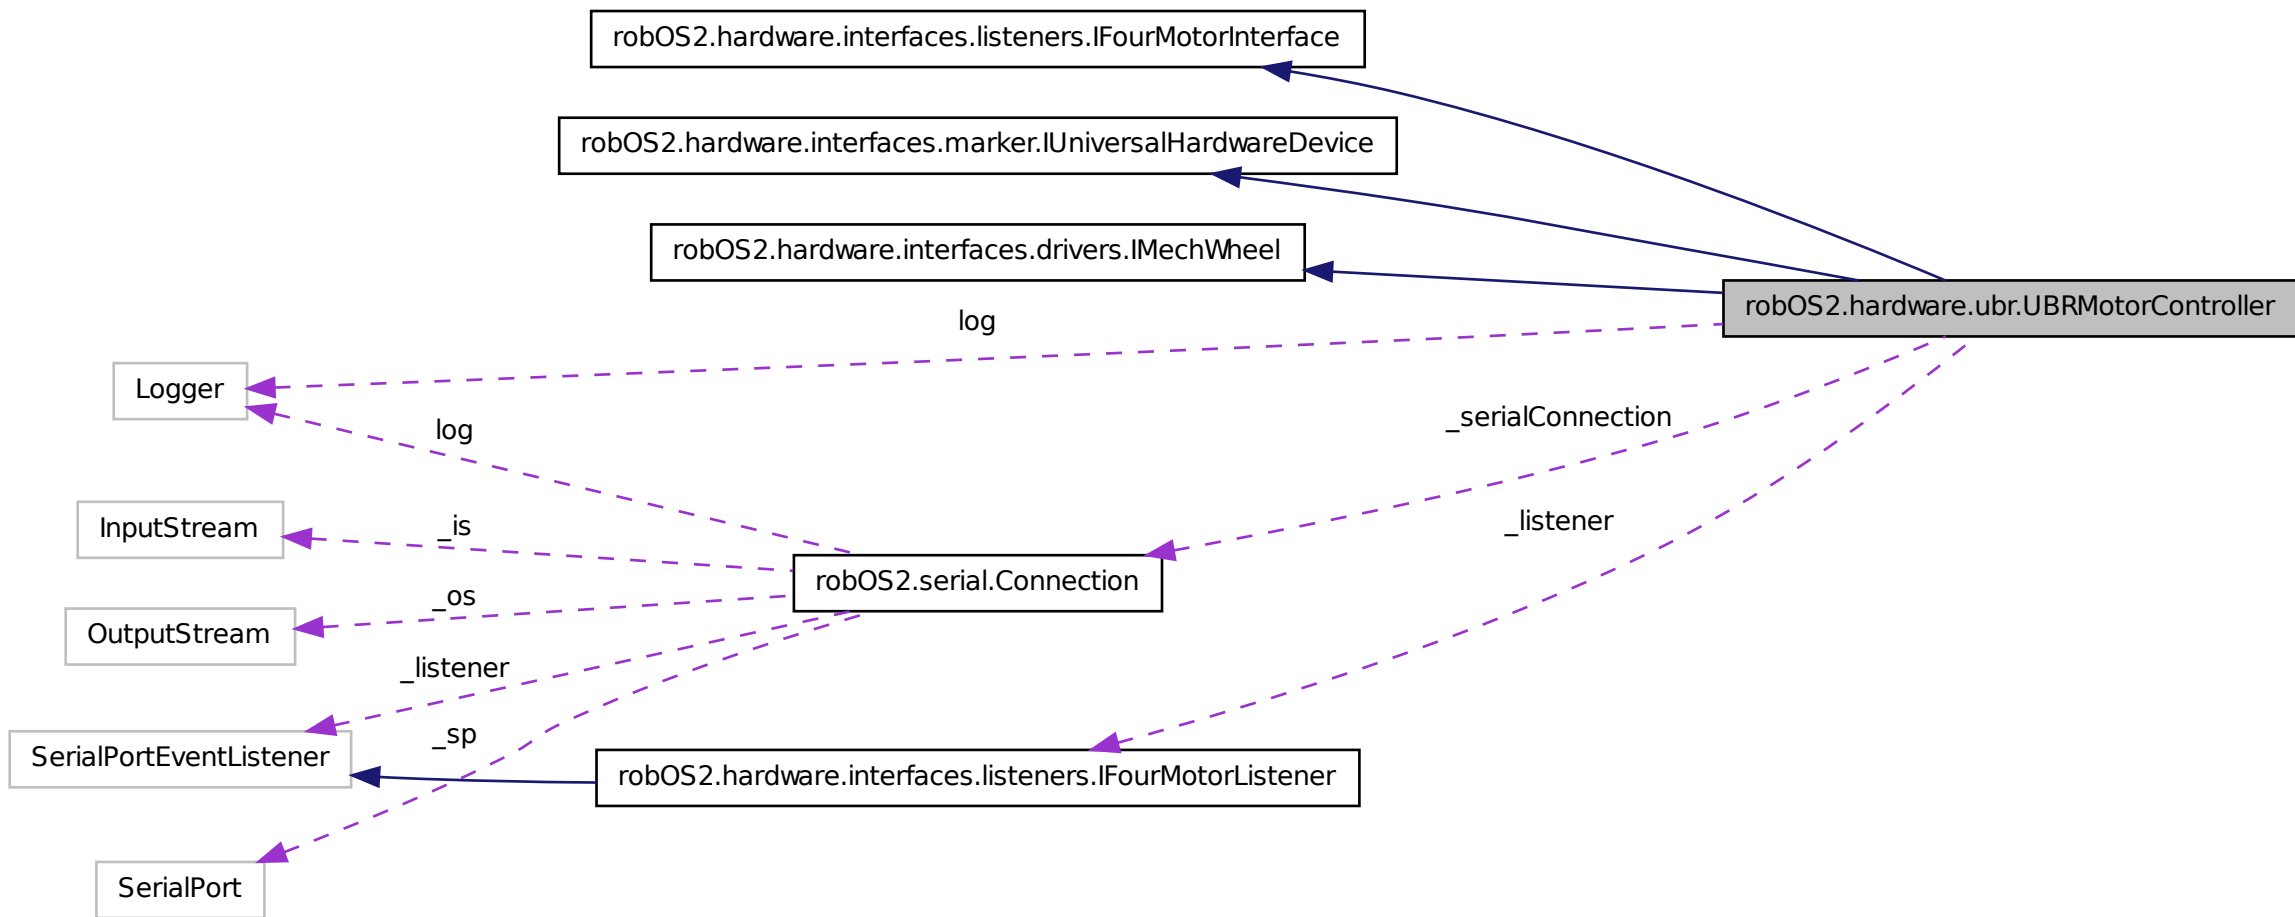 robOS2.hardware.interfaces.listeners.IFourMotorInterface
robOS2.hardware.interfaces.marker.IUniversalHardwareDevice
robOS2.hardware.interfaces.drivers.IMechWheel
robOS2.hardware.ubr.UBRMotorController
log
Logger
_serialConnection
log
_listener
InputStream
_is
robOS2.serial.Connection
_os
OutputStream
_listener
_sp
SerialPortEventListener
robOS2.hardware.interfaces.listeners.IFourMotorListener
SerialPort